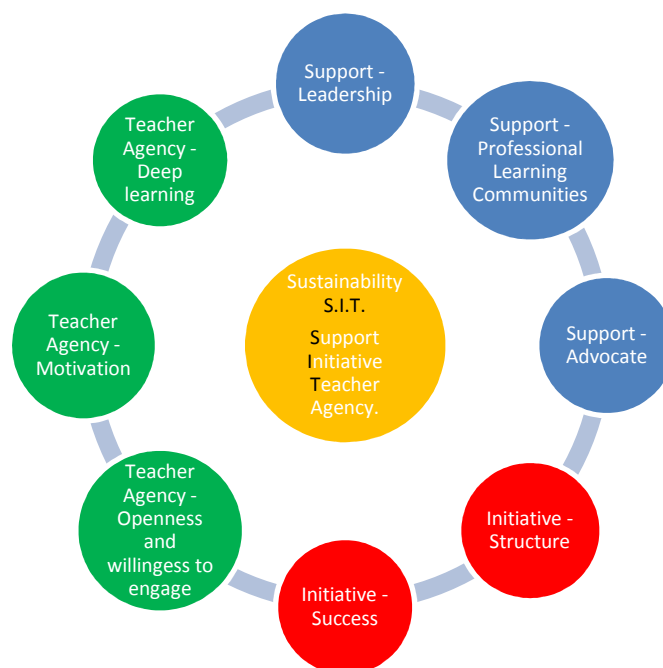 Support -
Leadership
Support -
Professional
Learning
Communities
Support -
Advocate
Initiative -
Structure
Initiative -
Success
Teacher
Agency -
Openness
and
willingess to
engage
Teacher
Agency -
Motivation
Teacher
Agency -
Deep
learning
Sustainability
S.I.T.
Support
Initiative
Teacher
Agency.